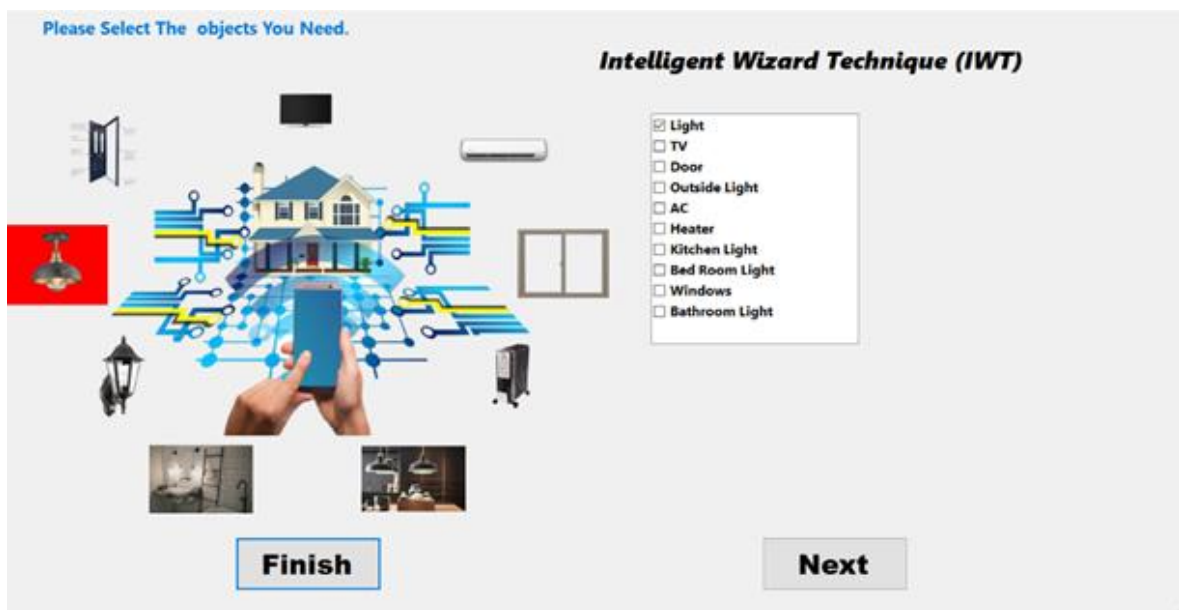 Please Select The objects You Need.
Intelligent Wizard Technique (IWT)
Light
TV
Door
Outside Light
AC
Heater
Kitchen Light
Bed Room Light
Windows
Bathroom Light
Finish
Next